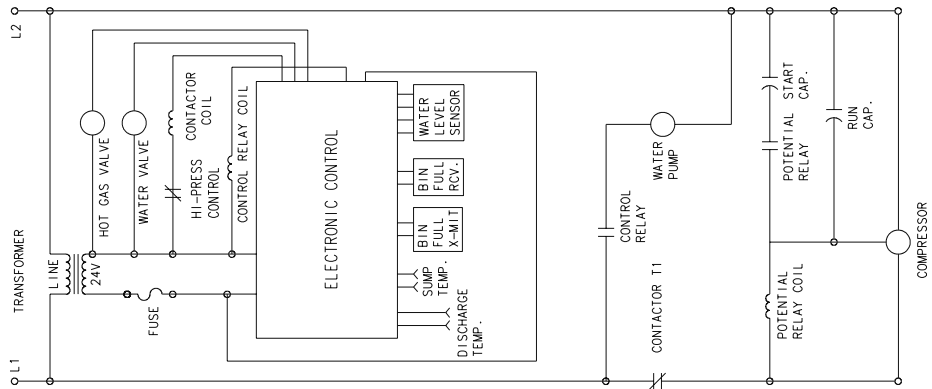 L2
L1
TRANSFORMER
LINE
24V
FUSE
HOT GAS VALVE
WATER VALVE
CONTACTOR
COIL
HI-PRESS
CONTROL
CONTROL RELAY COIL
ELECTRONIC CONTROL
WATER
LEVEL
SENSOR
BIN
FULL
RCV.
BIN
FULL
X-MIT
SUMP
TEMP.
DISCHARGE
TEMP.
CONTROL
RELAY
WATER
PUMP
CONTACTOR T1
START
CAP.
POTENTIAL
RELAY
RUN
CAP.
POTENTIAL
RELAY COIL
COMPRESSOR